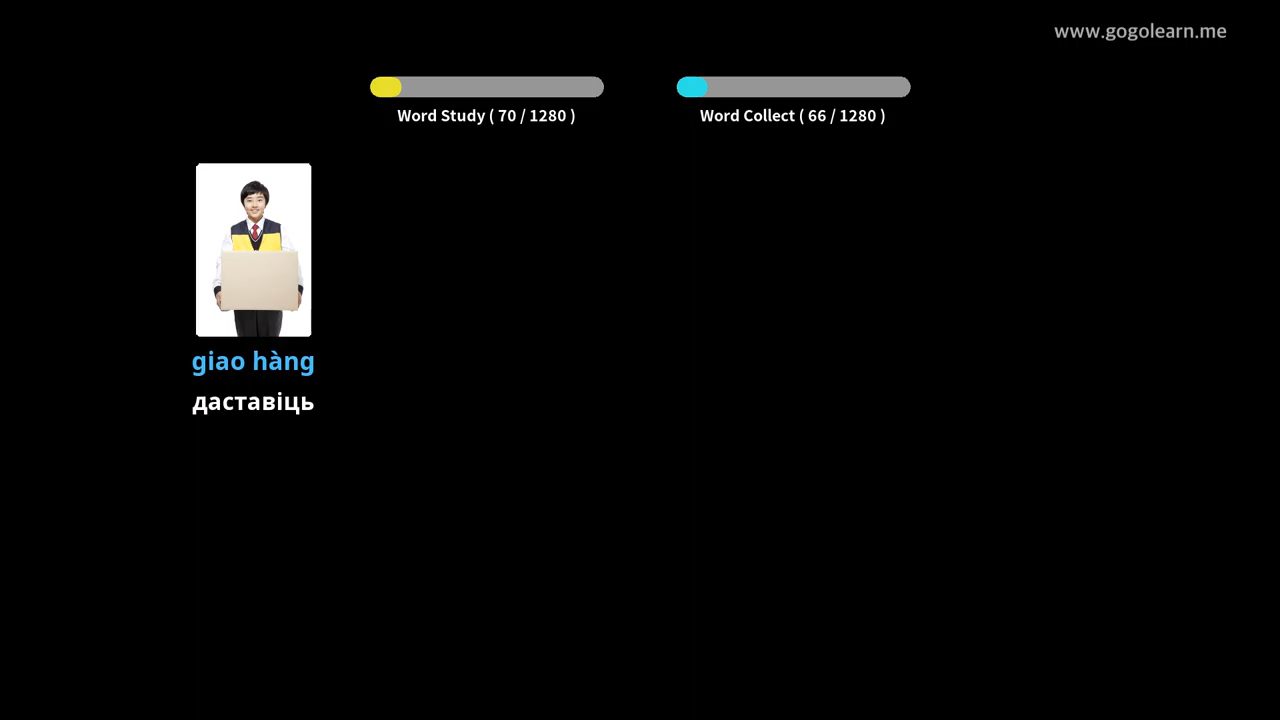 www.gogolearn.me
Word Study ( 70 / 1280 )
Word Collect ( 66 / 1280 )
giao hàng
даставіць